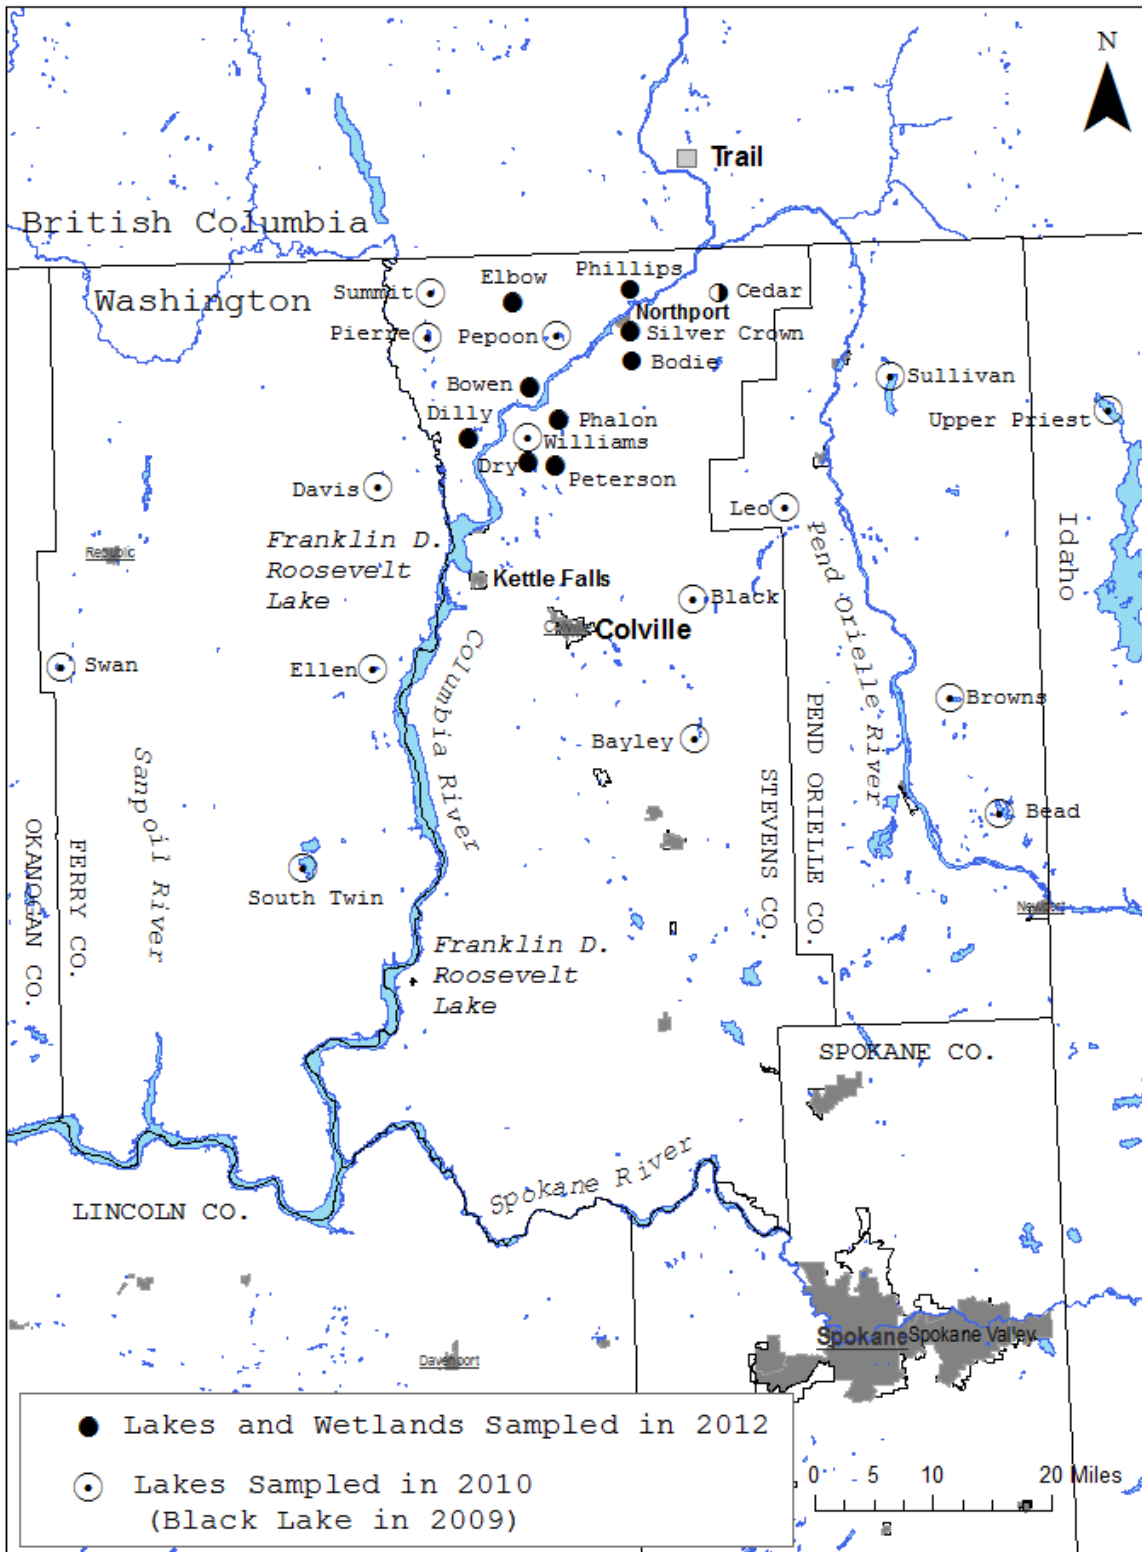 N
Trail
British Columbia
Washington
Summit
Elbow
Phillips
Cedar
Northport
Pierre
Pepoon
Silver Crown
Bodie
Sullivan
Upper Priest
Bowen
Dilly
Phalon
Williams
Dry
Peterson
Davis
Leo
Idaho
Republic
Franklin D.
Roosevelt
Lake
Pend Orielle River
Kettle Falls
Black
Colville
Swan
Ellen
Columbia River
Browns
Bayley
PEND ORIELLE CO.
STEVENS CO.
Sanpoil River
Bead
OKANOGAN CO.
FERRY CO.
South Twin
Newport
Franklin D.
Roosevelt
Lake
SPOKANE CO.
Spokane River
LINCOLN CO.
Spokane
Spokane Valley
Davenport
Lakes and Wetlands Sampled in 2012
Lakes Sampled in 2010
(Black Lake in 2009)
0 5 10 20 Miles